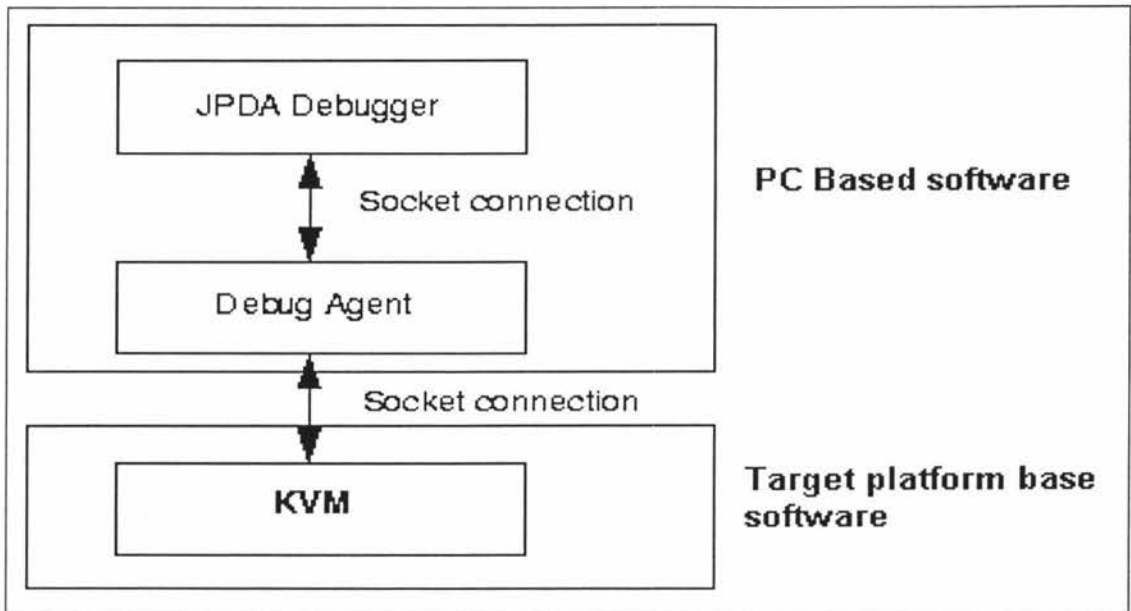 JPDA Debugger
Socket connection
PC Based software
Debug Agent
Socket connection
KVM
Target platform base
software